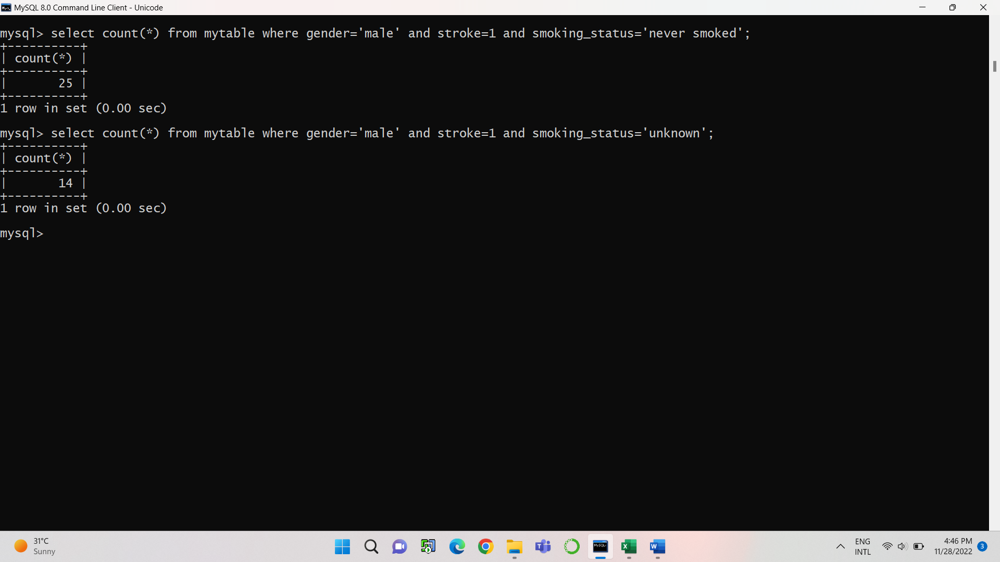 MySQL 8.0 Command Line Client - Unicode
mysql> select count(*) from mytable where gender='male' and stroke=1 and smoking_status='never smoked';
+----------+
| count(*) |
+----------+
|       25 |
+----------+
1 row in set (0.00 sec)
mysql> select count(*) from mytable where gender='male' and stroke=1 and smoking_status='unknown';
+----------+
| count(*) |
+----------+
|       14 |
+----------+
1 row in set (0.00 sec)
mysql>
31°C
Sunny
MySQL
X
W
ENG
INTL
4:46 PM
11/28/2022
3